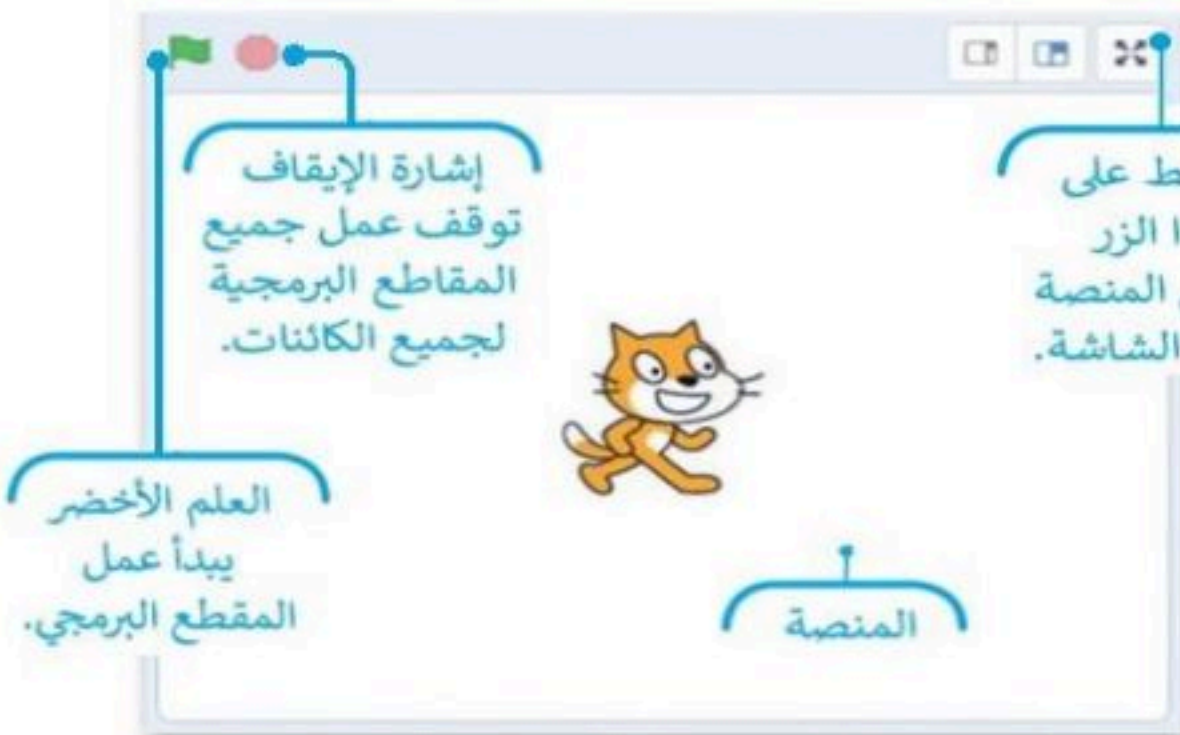 إشارة الإيقاف
توقف عمل جميع
المقاطع البرمجية
لجميع الكائنات.
على
الزر
المنصة
الشاشة.
العلم الأخضر
يبدأ عمل
المقطع البرمجي.
المنصة